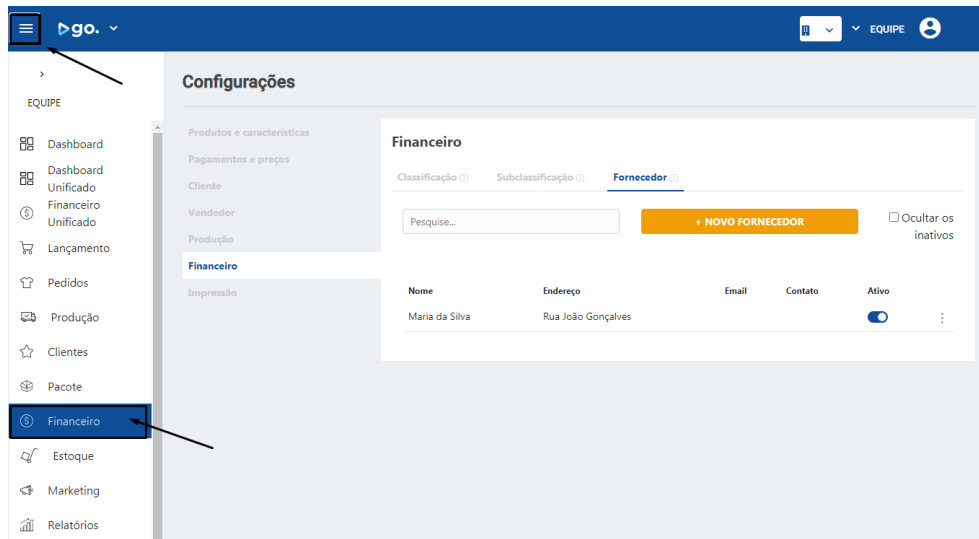 go.
EQUIPE
EQUIPE
Dashboard
Dashboard
Unificado
Financeiro
Unificado
Lançamento
Pedidos
Produção
Clientes
Pacote
Financeiro
Estoque
Marketing
Relatórios
Configurações
Produtos e características
Pagamentos e preços
Cliente
Vendedor
Produção
Financeiro
Impressão
Financeiro
Classificação Subclassificação Fornecedor
Pesquise... + NOVO FORNECEDOR Ocultar os
inativos
Nome Endereço Email Contato Ativo
Maria da Silva Rua João Gonçalves